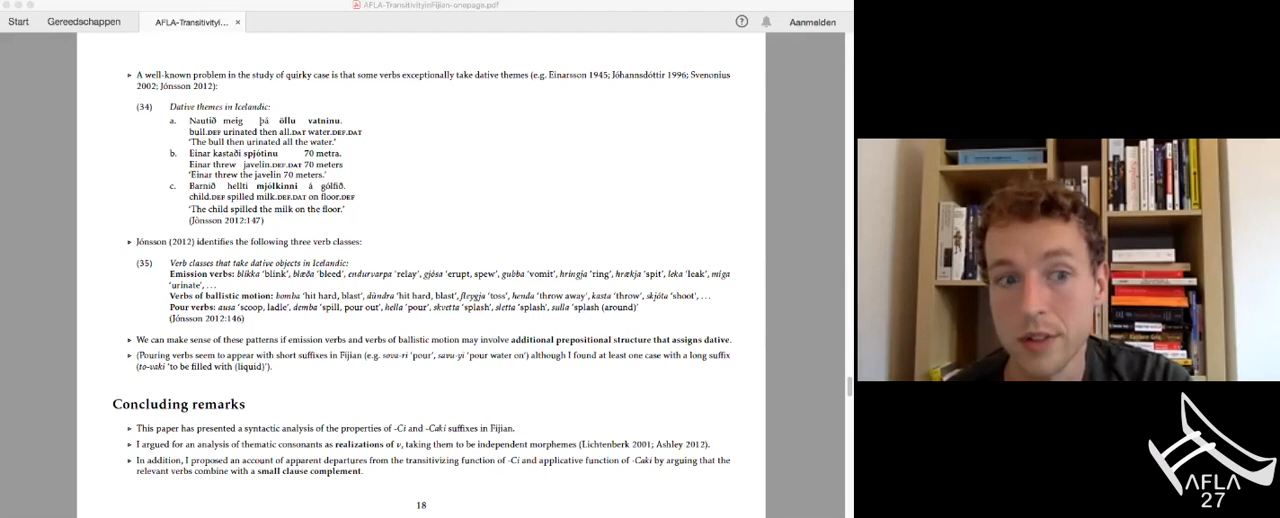 AFLA-TransitivityinFijian-onepage.pdf
Start Gereedschappen AFLA-Transitivityi... × Aanmelden
▸ A well-known problem in the study of quirky case is that some verbs exceptionally take dative themes (e.g. Einarsson 1945; Jóhannsdóttir 1996; Svenonius
2002; Jónsson 2012):
(34) Dative themes in Icelandic:
a. Nautið meig þá öllu vatninu.
bull.DEF urinated then all.DAT water.DEF.DAT
'The bull then urinated all the water.'
b. Einar kastaði spjótinu 70 metra.
Einar threw javelin.DEF.DAT 70 meters
'Einar threw the javelin 70 meters.'
c. Barnið hellti mjólkinni á gólfið.
child.DEF spilled milk.DAT on floor.DEF
'The child spilled the milk on the floor.'
(Jónsson 2012:147)
▸ Jónsson (2012) identifies the following three verb classes:
(35) Verb classes that take dative objects in Icelandic:
Emission verbs: blikka 'blink', blæða 'bleed', endurvarpa 'relay', gjósa 'erupt, spew', gubba 'vomit', hringja 'ring', hrækja 'spit', leka 'leak', míga
'urinate', ...
Verbs of ballistic motion: bomba 'hit hard, blast', dúndra 'hit hard, blast', fleygja 'toss', henda 'throw away', kasta 'throw', skjóta 'shoot', ...
Pour verbs: ausa 'scoop, ladle', demba 'spill, pour out', hella 'pour', skvetta 'splash', sletta 'splash', sulla 'splash (around)'
(Jónsson 2012:146)
▸ We can make sense of these patterns if emission verbs and verbs of ballistic motion may involve additional prepositional structure that assigns dative.
▸ (Pouring verbs seem to appear with short suffixes in Fijian (e.g. sova-ri 'pour', savu-yi 'pour water on') although I found at least one case with a long suffix
(to-vaki 'to be filled with (liquid)').
Concluding remarks
▸ This paper has presented a syntactic analysis of the properties of -Ci and -Caki suffixes in Fijian.
▸ I argued for an analysis of thematic consonants as realizations of v, taking them to be independent morphemes (Lichtenberk 2001; Ashley 2012).
▸ In addition, I proposed an account of apparent departures from the transitivizing function of -Ci and applicative function of -Caki by arguing that the
relevant verbs combine with a small clause complement.
18
AFLA
27